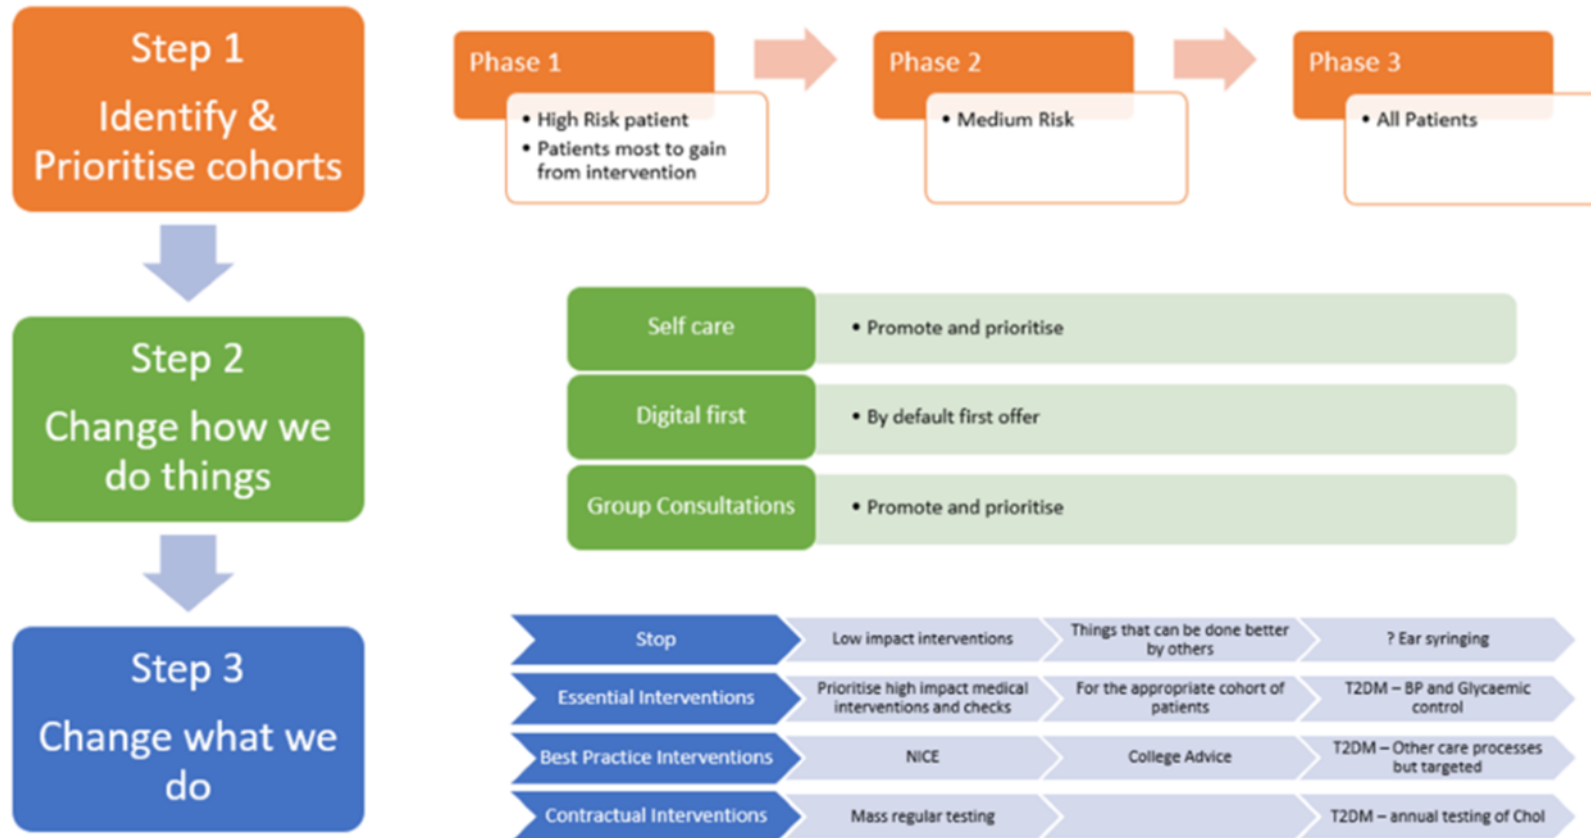 Step 1
Identify &
Prioritise cohorts
Phase 1
• High Risk patient
• Patients most to gain
from intervention
Phase 2
• Medium Risk
Phase 3
• All Patients
Step 2
Change how we
do things
Self care
• Promote and prioritise
Digital first
• By default first offer
Group Consultations
• Promote and prioritise
Step 3
Change what we
do
Stop
Low impact interventions
Things that can be done better
by others
? Ear syringing
Essential Interventions
Prioritise high impact medical
interventions and checks
For the appropriate cohort of
patients
T2DM – BP and Glycaemic
control
Best Practice Interventions
NICE
College Advice
T2DM – Other care processes
but targeted
Contractual Interventions
Mass regular testing
T2DM – annual testing of Chol